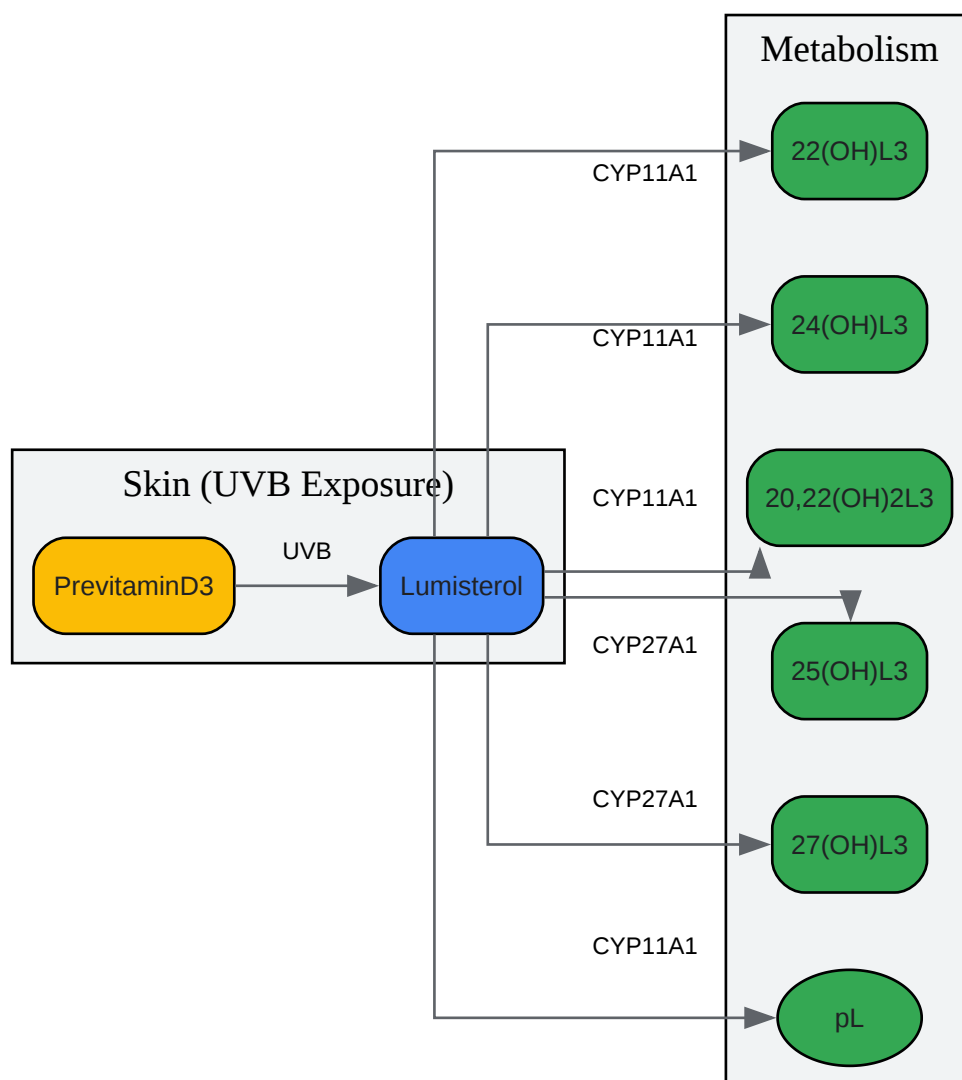 Metabolism
22(OH)L3
CYP11A1
24(OH)L3
CYP11A1
Skin (UVB Exposure)
20,22(OH)2L3
CYP11A1
UVB
PrevitaminD3
Lumisterol
CYP27A1
25(OH)L3
CYP27A1
27(OH)L3
CYP11A1
pL